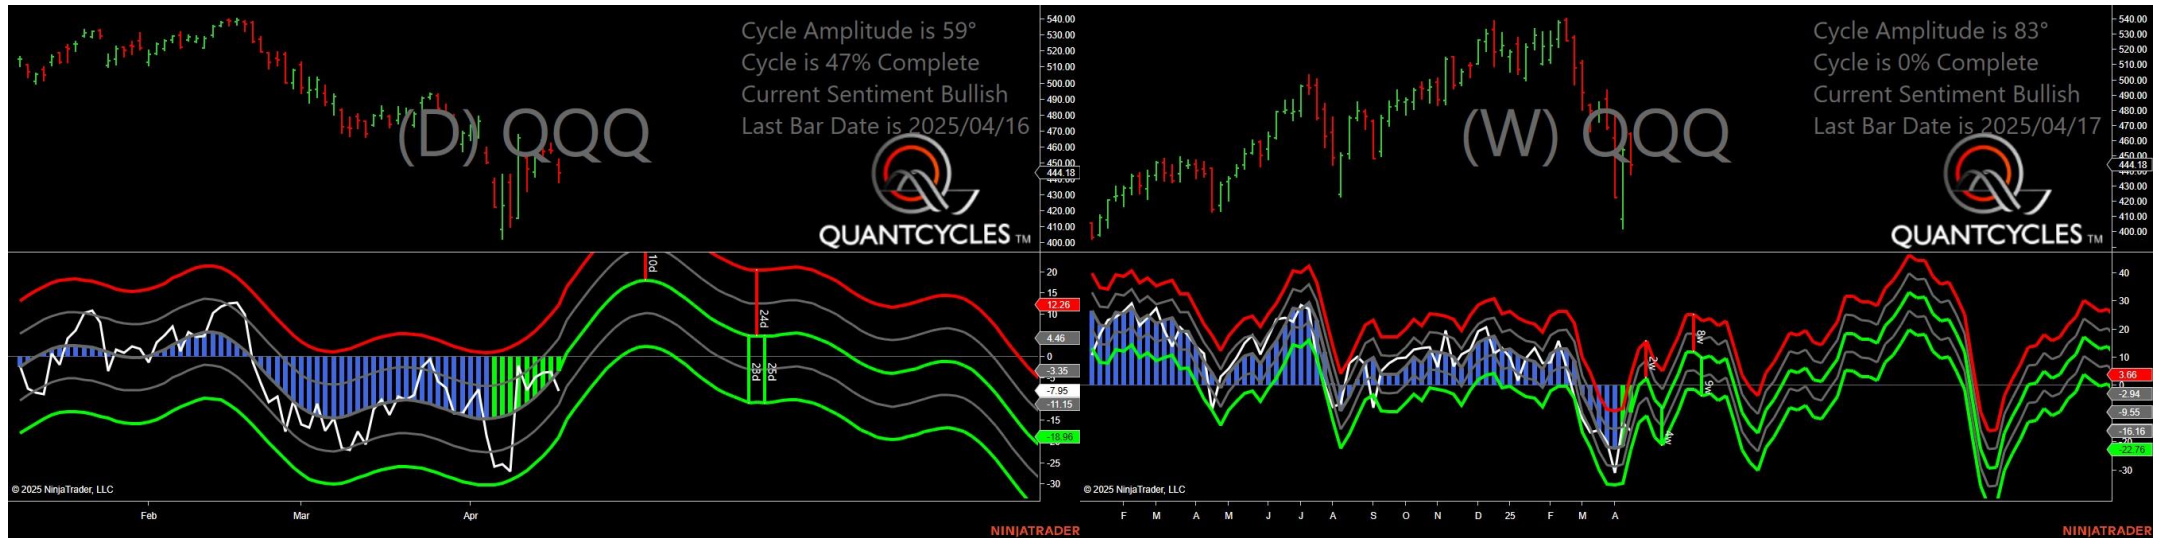 Cycle Amplitude is 59°
Cycle is 47% Complete
Current Sentiment Bullish
Last Bar Date is 2025/04/16
(D) QQQ
QUANTCYCLES TM
540.00
530.00
520.00
510.00
500.00
490.00
480.00
470.00
460.00
450.00
444.18
430.00
420.00
410.00
400.00
10d
24d
28d
25d
20
15
12.26
10
4.46
0
-3.35
-7.95
-11.15
-15
-18.96
-25
-30
© 2025 NinjaTrader, LLC
Feb Mar Apr
NINJATRADER
Cycle Amplitude is 83°
Cycle is 0% Complete
Current Sentiment Bullish
Last Bar Date is 2025/04/17
(W) QQQ
QUANTCYCLES TM
540.00
530.00
520.00
510.00
500.00
490.00
480.00
470.00
460.00
450.00
444.18
430.00
420.00
410.00
400.00
2w
8w
9w
4w
40
30
20
10
3.66
0
-2.94
-9.55
-16.16
-20
-22.76
-30
© 2025 NinjaTrader, LLC
F M A M J J A S O N D 25 F M A
NINJATRADER